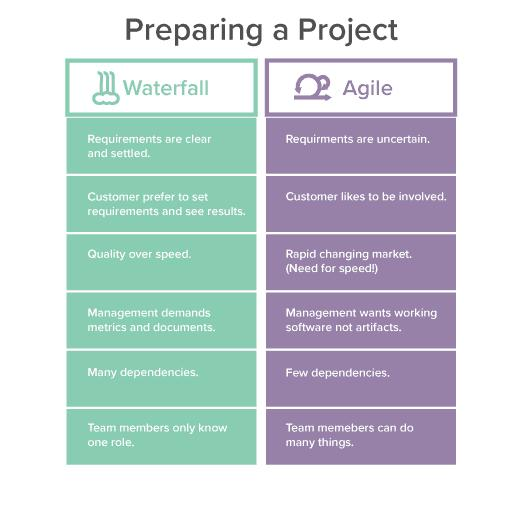 Preparing a Project
Waterfall
Agile
Requirements are clear
and settled.
Requirments are uncertain.
Customer prefer to set
requirements and see results.
Customer likes to be involved.
Quality over speed.
Rapid changing market.
(Need for speed!)
Management demands
metrics and documents.
Management wants working
software not artifacts.
Many dependencies.
Few dependencies.
Team members only know
one role.
Team memebers can do
many things.